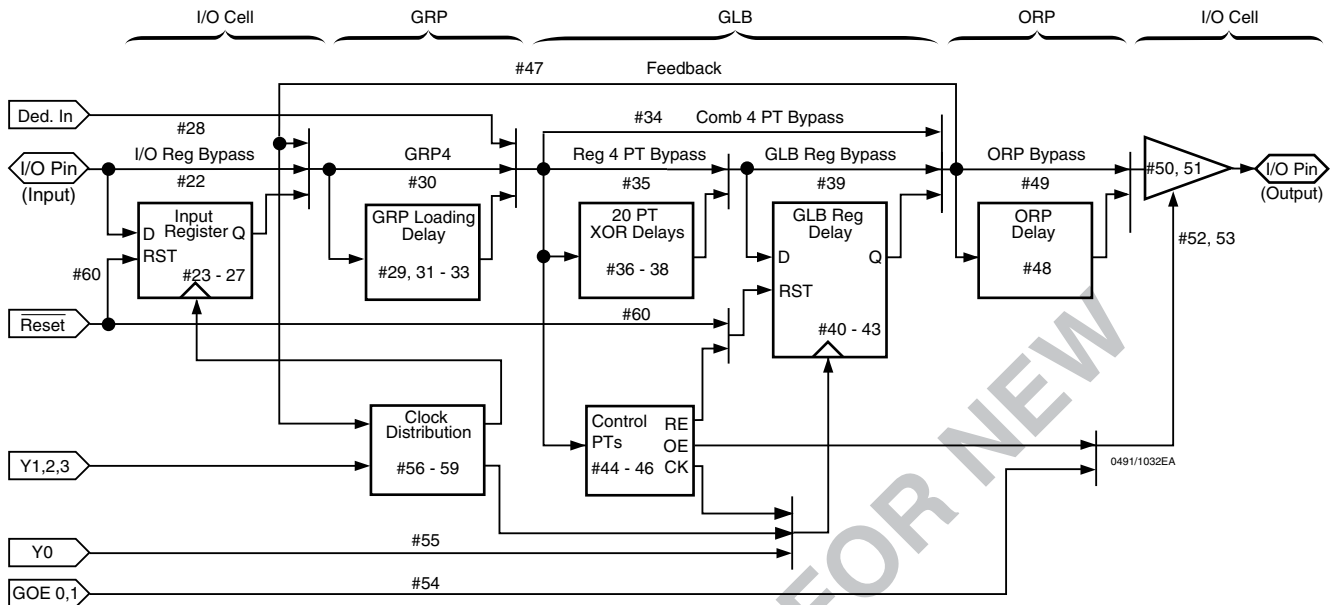 I/O Cell
GRP
GLB
ORP
I/O Cell
#47
Feedback
Ded. In
#28
#34
Comb 4 PT Bypass
I/O Pin
(Input)
I/O Reg Bypass
#22
GRP4
#30
Reg 4 PT Bypass
#35
GLB Reg Bypass
#39
ORP Bypass
#49
#50, 51
I/O Pin
(Output)
Input
Register
D
Q
RST
#23 - 27
GRP Loading
Delay
#29, 31 - 33
20 PT
XOR Delays
#36 - 38
GLB Reg
Delay
D
Q
RST
#40 - 43
ORP
Delay
#48
#52, 53
#60
Reset
#60
Clock
Distribution
#56 - 59
Control
PTs
#44 - 46
RE
OE
CK
0491/1032EA
Y1,2,3
Y0
#55
GOE 0,1
#54
FOR NEW